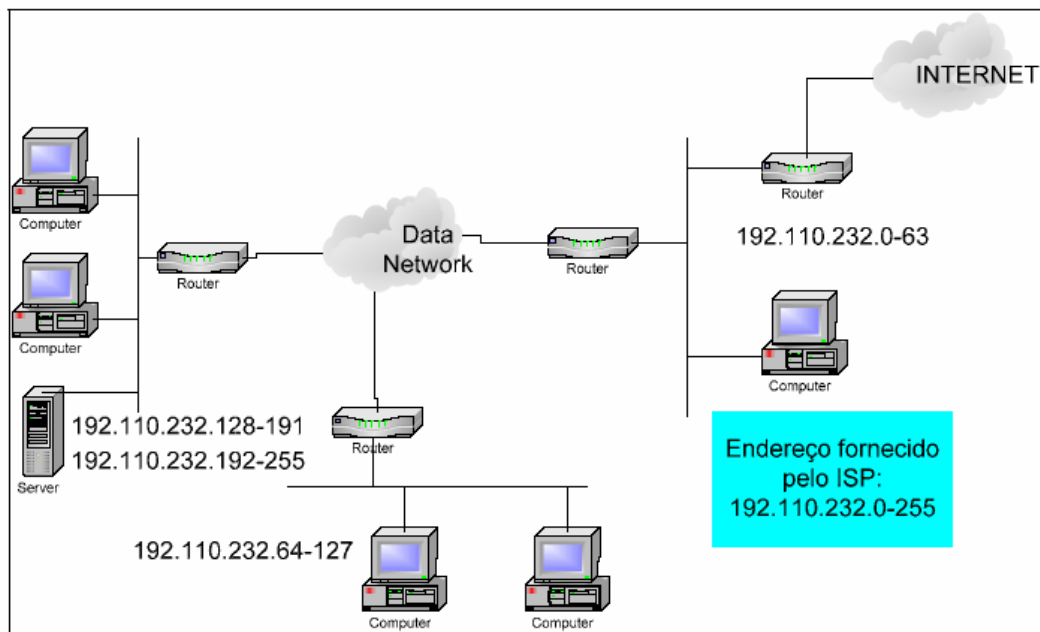 INTERNET
Router
192.110.232.0-63
Computer
Computer
Router
Data
Network
Router
Computer
Server
192.110.232.128-191
192.110.232.192-255
Router
192.110.232.64-127
Computer
Computer
Endereço fornecido
pelo ISP:
192.110.232.0-255